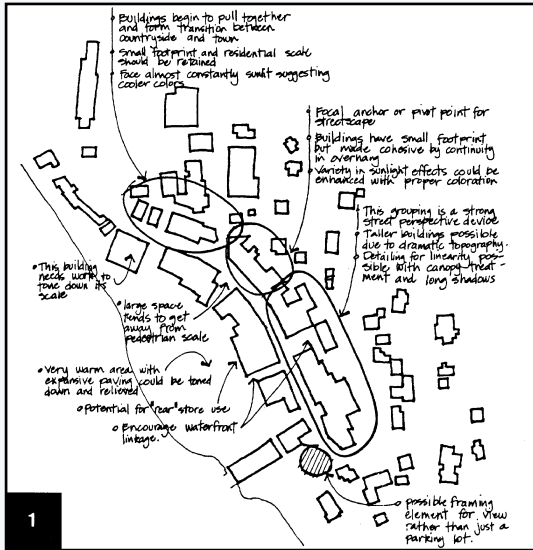 • Buildings begin to pull together
and form transition between
countryside and town
• Small footprint and residential scale
should be retained
• Face almost constantly sunlit suggesting
cooler colors
• Focal anchor or pivot point for
streetscape
• Buildings have small footprint
but made cohesive by continuity
in overhang
• Variety in sunlight effects could be
enhanced with proper coloration
• This grouping is a strong
street perspective device
• Taller buildings possible
due to dramatic topography.
• Detailing for linearity pos-
sible with canopy treat-
ment and long shadows
• This building
needs work to
tone down its
scale
• large space
tends to get
away from
pedestrian scale
• Very warm area with
expansive paving could be toned
down and relieved
• Potential for "rear" store use
• Encourage waterfront
linkage.
• possible framing
element for view
rather than just a
parking lot.
1